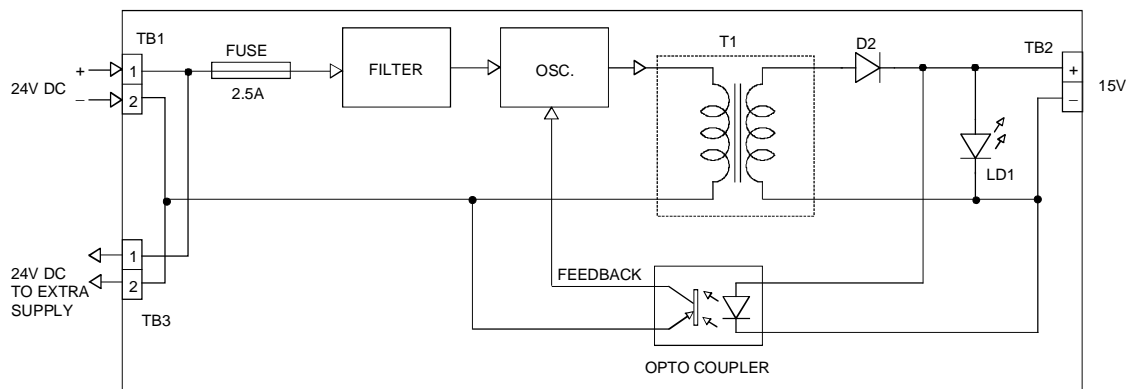 TB1
FUSE
T1
D2
TB2
+
1
FILTER
OSC.
+
24V DC
15V
–
2
2.5A
–
LD1
1
24V DC
TO EXTRA
SUPPLY
2
FEEDBACK
TB3
OPTO COUPLER